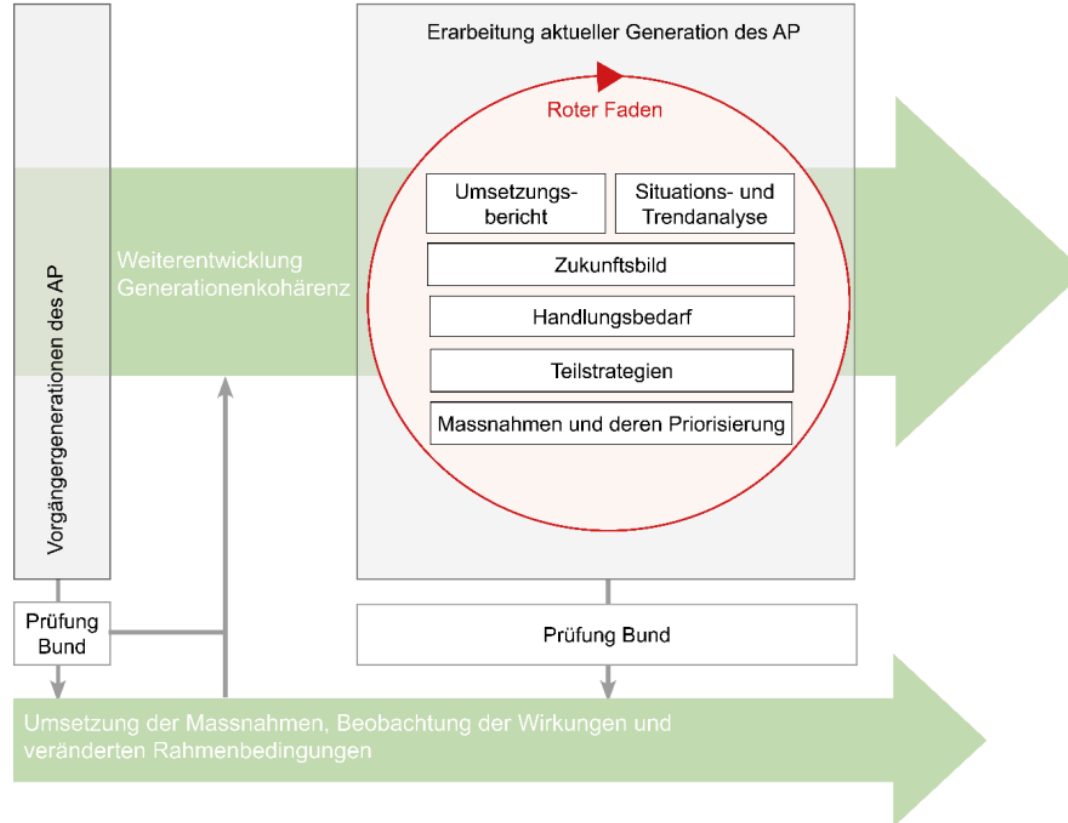 Erarbeitung aktueller Generation des AP
Roter Faden
Vorgängergenerationen des AP
Weiterentwicklung
Generationenkohärenz
Umsetzungs-
bericht
Situations- und
Trendanalyse
Zukunftsbild
Handlungsbedarf
Teilstrategien
Massnahmen und deren Priorisierung
Prüfung
Bund
Prüfung Bund
Umsetzung der Massnahmen, Beobachtung der Wirkungen und
veränderten Rahmenbedingungen